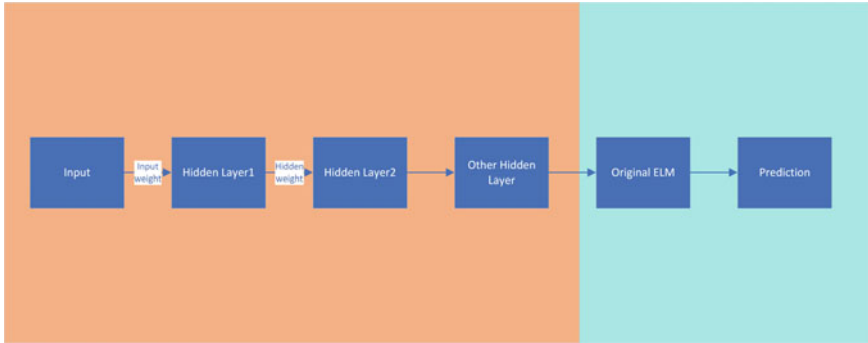 Input
Input
weight
Hidden Layer1
Hidden
weight
Hidden Layer2
Other Hidden
Layer
Original ELM
Prediction